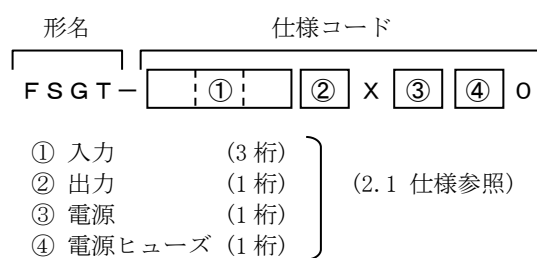 形名 仕様コード
FSGT－ ① ② X ③ ④ 0
① 入力 (3桁)
② 出力 (1桁)
③ 電源 (1桁)
④ 電源ヒューズ (1桁)
(2.1 仕様参照)